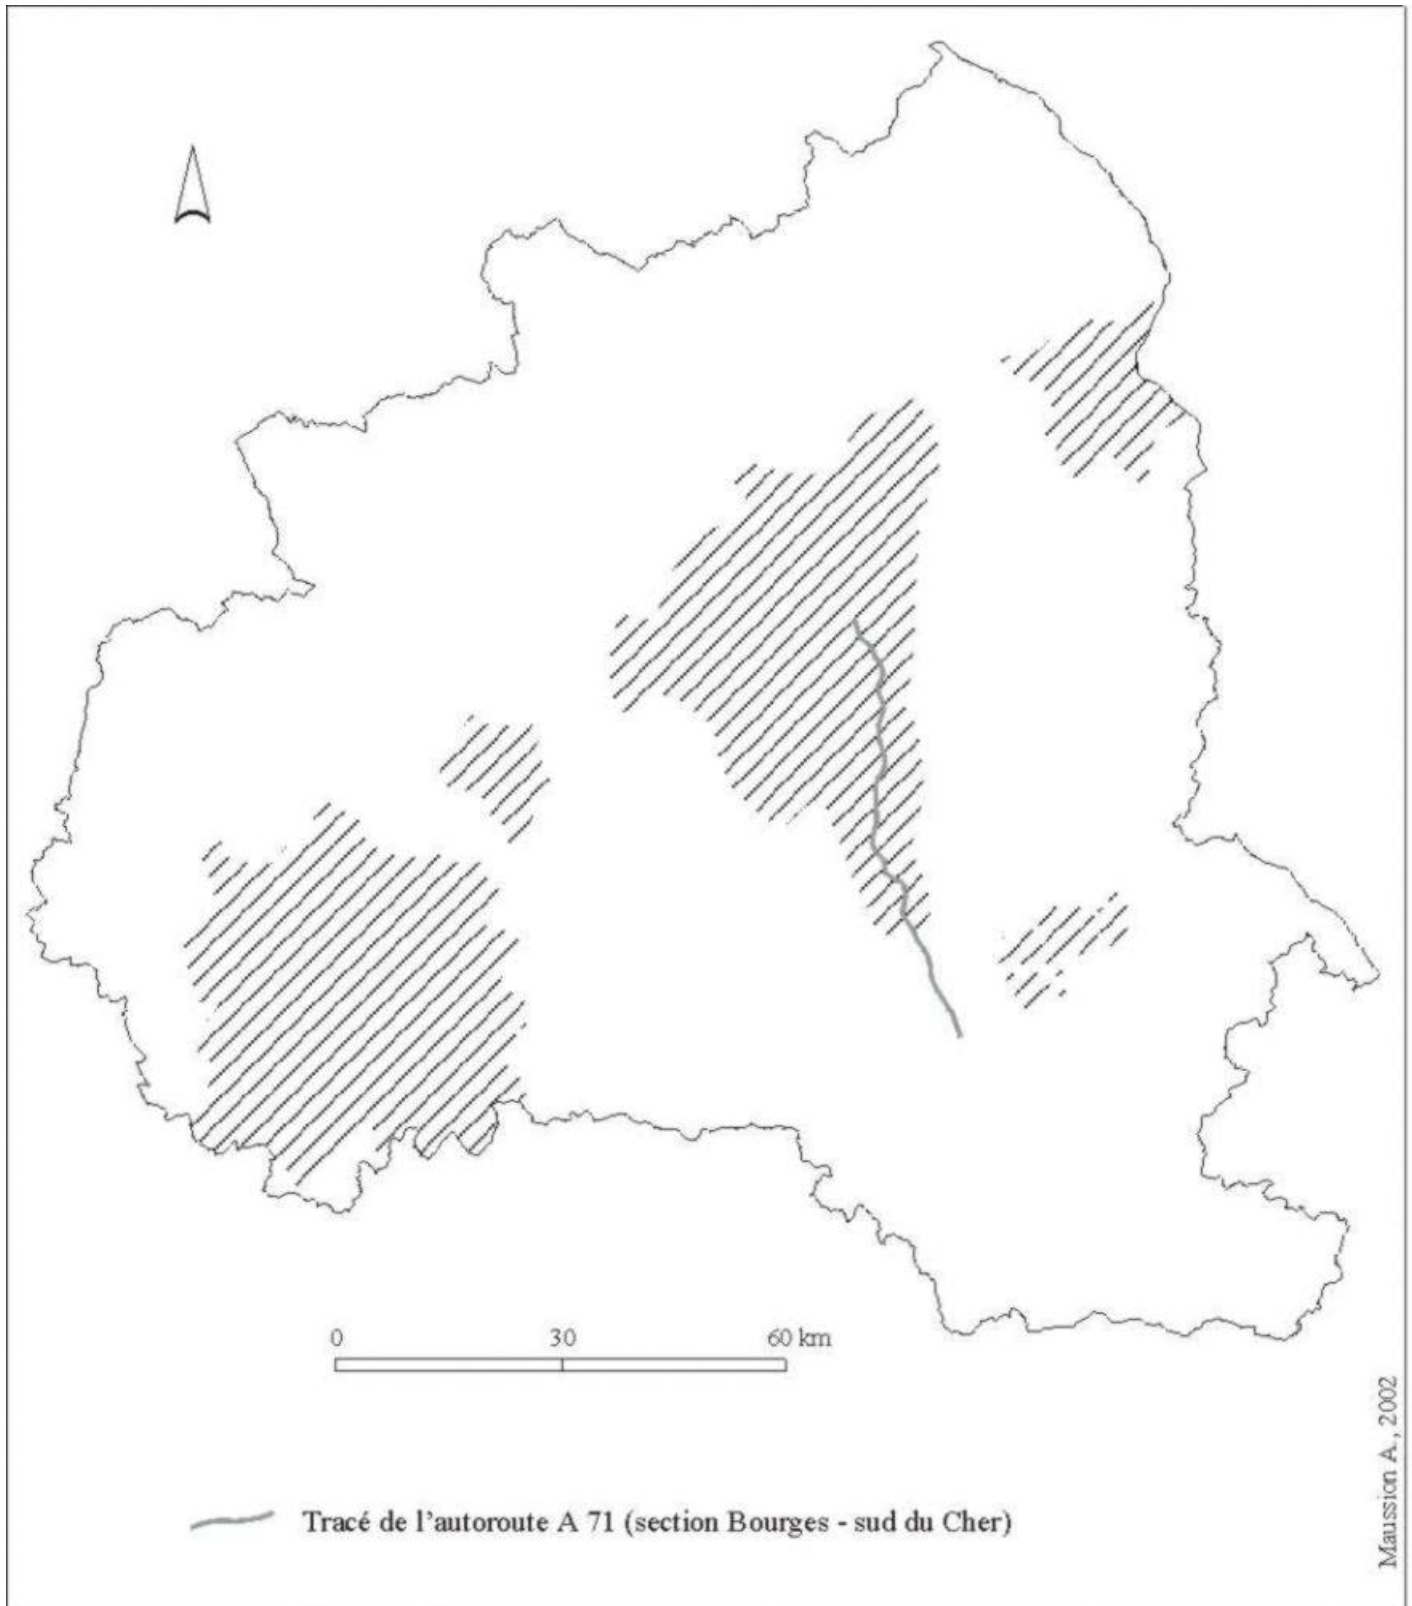 0 30 60 km
Tracé de l'autoroute A 71 (section Bourges - sud du Cher)
Maussion A., 2002